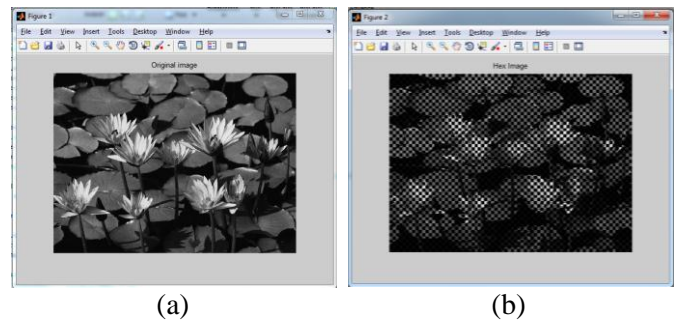 Figure 1
File Edit View Insert Tools Desktop Window Help
Original image
(a)
Figure 2
File Edit View Insert Tools Desktop Window Help
Hex Image
(b)